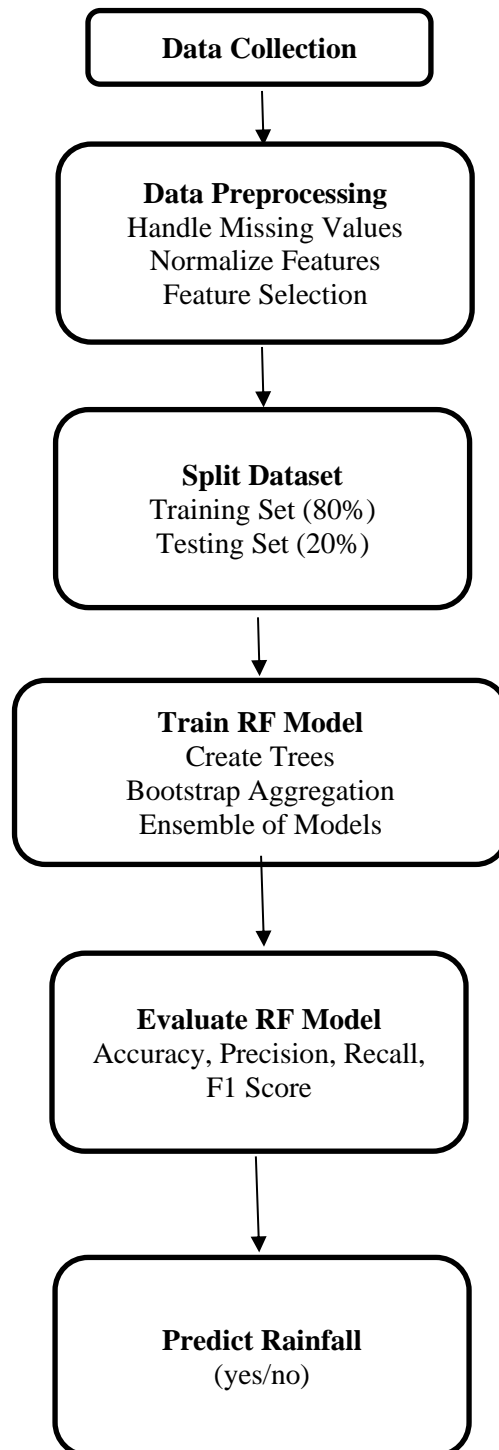 Data Collection
Data Preprocessing
Handle Missing Values
Normalize Features
Feature Selection
Split Dataset
Training Set (80%)
Testing Set (20%)
Train RF Model
Create Trees
Bootstrap Aggregation
Ensemble of Models
Evaluate RF Model
Accuracy, Precision, Recall,
F1 Score
Predict Rainfall
(yes/no)